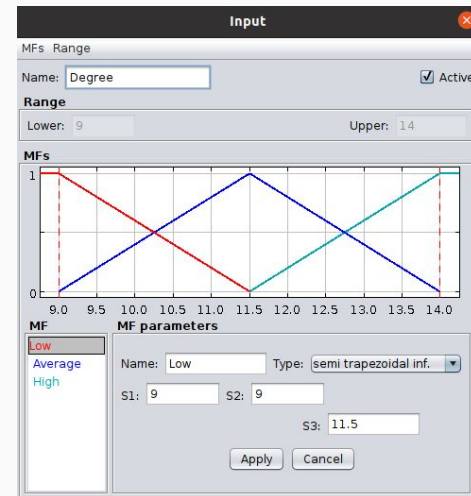 Input
MFs Range
Name: Degree Active
Range
Lower: 9 Upper: 14
MFs
1
0
9.0 9.5 10.0 10.5 11.0 11.5 12.0 12.5 13.0 13.5 14.0
MF MF parameters
Low
Average
High
Name: Low Type: semi trapezoidal inf.
S1: 9 S2: 9
S3: 11.5
Apply Cancel